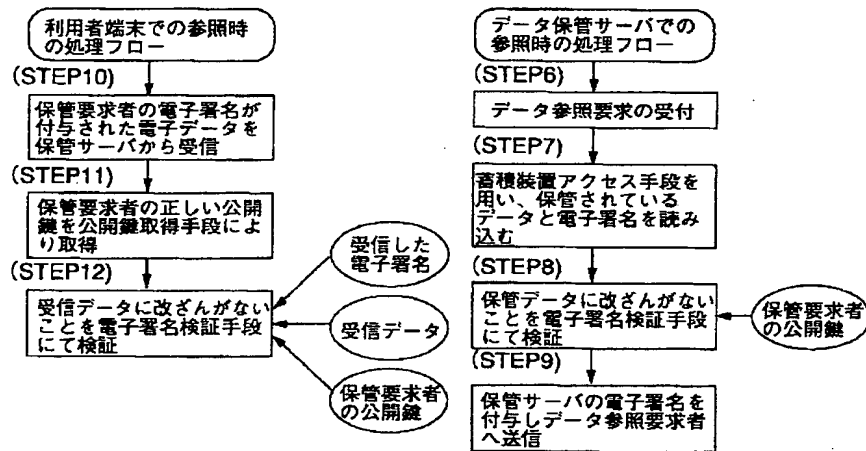 利用者端末での参照時
の処理フロー
(STEP10)
保管要求者の電子署名が
付与された電子データを
保管サーバから受信
(STEP11)
保管要求者の正しい公開
鍵を公開鍵取得手段によ
り取得
(STEP12)
受信データに改ざんがない
ことを電子署名検証手段
にて検証
受信した
電子署名
受信データ
保管要求者
の公開鍵
データ保管サーバでの
参照時の処理フロー
(STEP6)
データ参照要求の受付
(STEP7)
蓄積装置アクセス手段を
用い、保管されている
データと電子署名を読み
込む
(STEP8)
保管データに改ざんがない
ことを電子署名検証手段
にて検証
保管要求者
の公開鍵
(STEP9)
保管サーバの電子署名を
付与しデータ参照要求者
へ送信